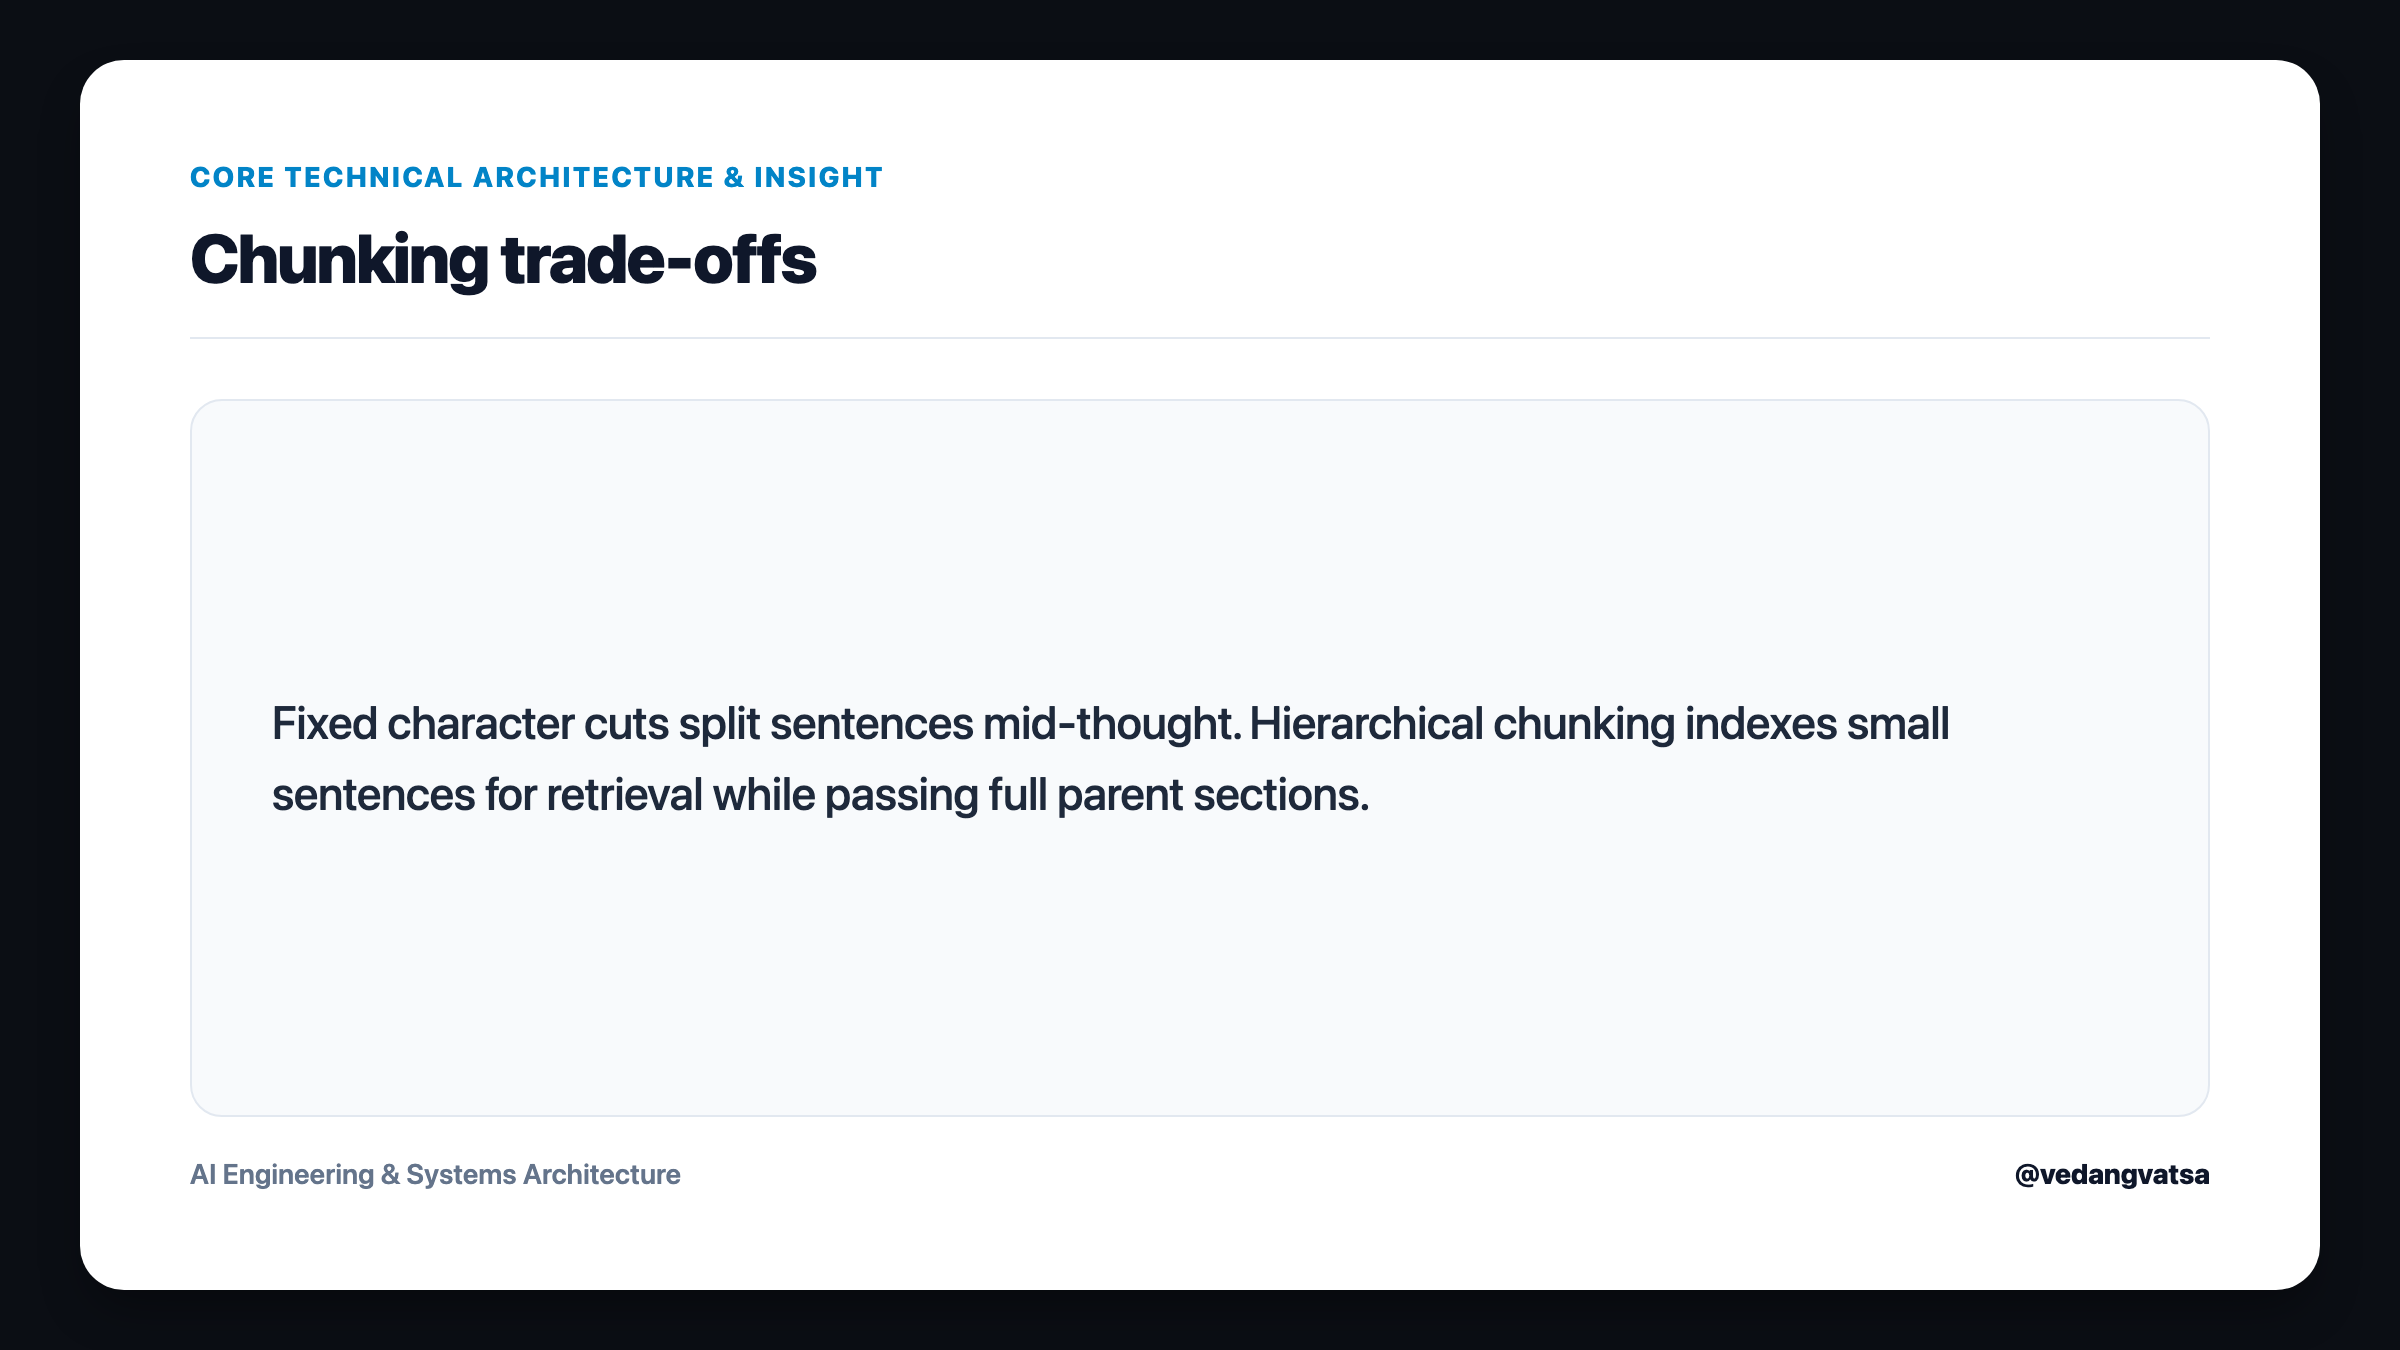 CORE TECHNICAL ARCHITECTURE & INSIGHT
Chunking trade-offs
Fixed character cuts split sentences mid-thought. Hierarchical chunking indexes small
sentences for retrieval while passing full parent sections.
AI Engineering & Systems Architecture
@vedangvatsa